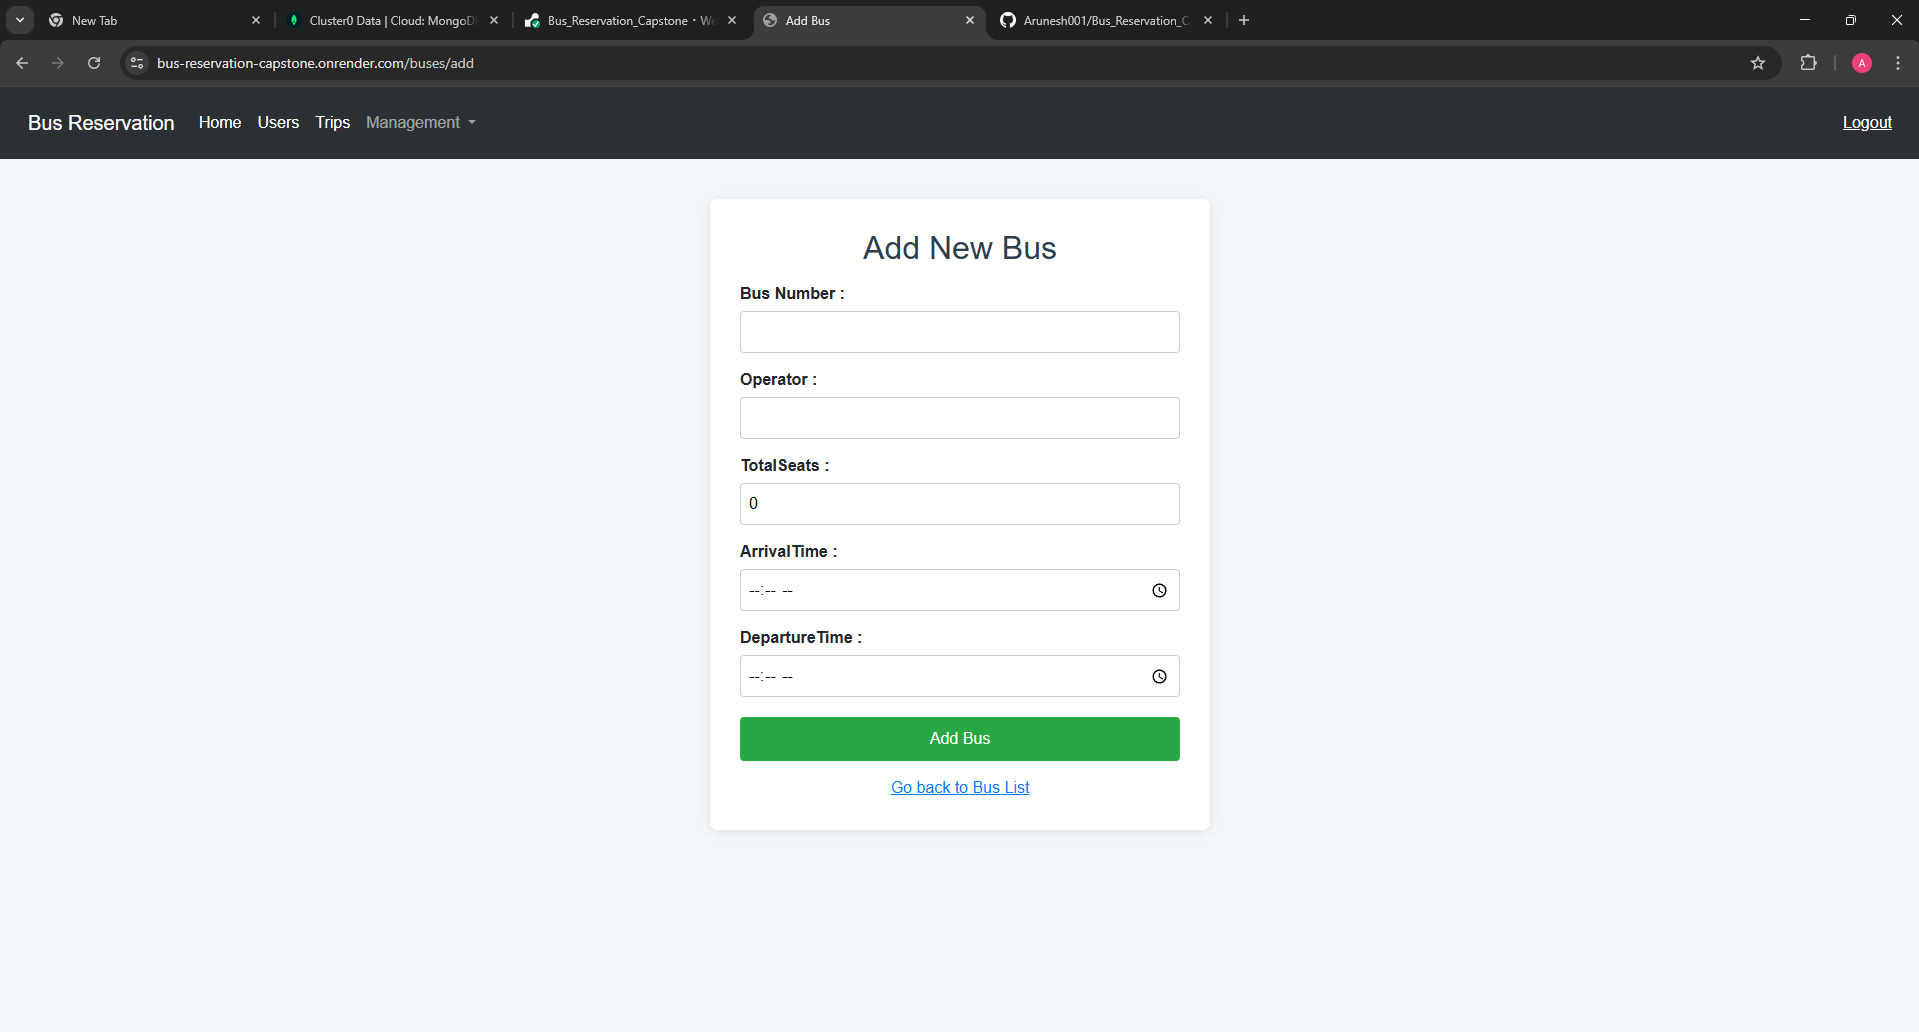 New Tab
Cluster0 Data | Cloud: MongoD
Bus_Reservation_Capstone · W
Add Bus
Arunesh001/Bus_Reservation_C
bus-reservation-capstone.onrender.com/buses/add
A
Bus Reservation
Home
Users
Trips
Management
Logout
Add New Bus
Bus Number :
Operator :
TotalSeats :
0
ArrivalTime :
--:-- --
DepartureTime :
--:-- --
Add Bus
Go back to Bus List